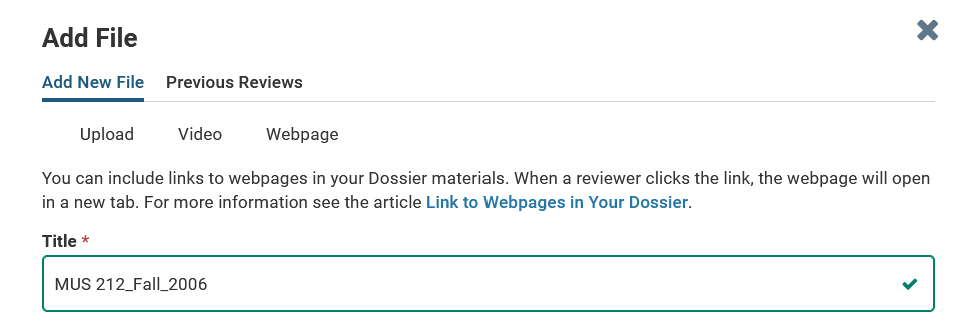 Add File
Add New File Previous Reviews
Upload Video Webpage
You can include links to webpages in your Dossier materials. When a reviewer clicks the link, the webpage will open
in a new tab. For more information see the article Link to Webpages in Your Dossier.
Title *
MUS 212_Fall_2006